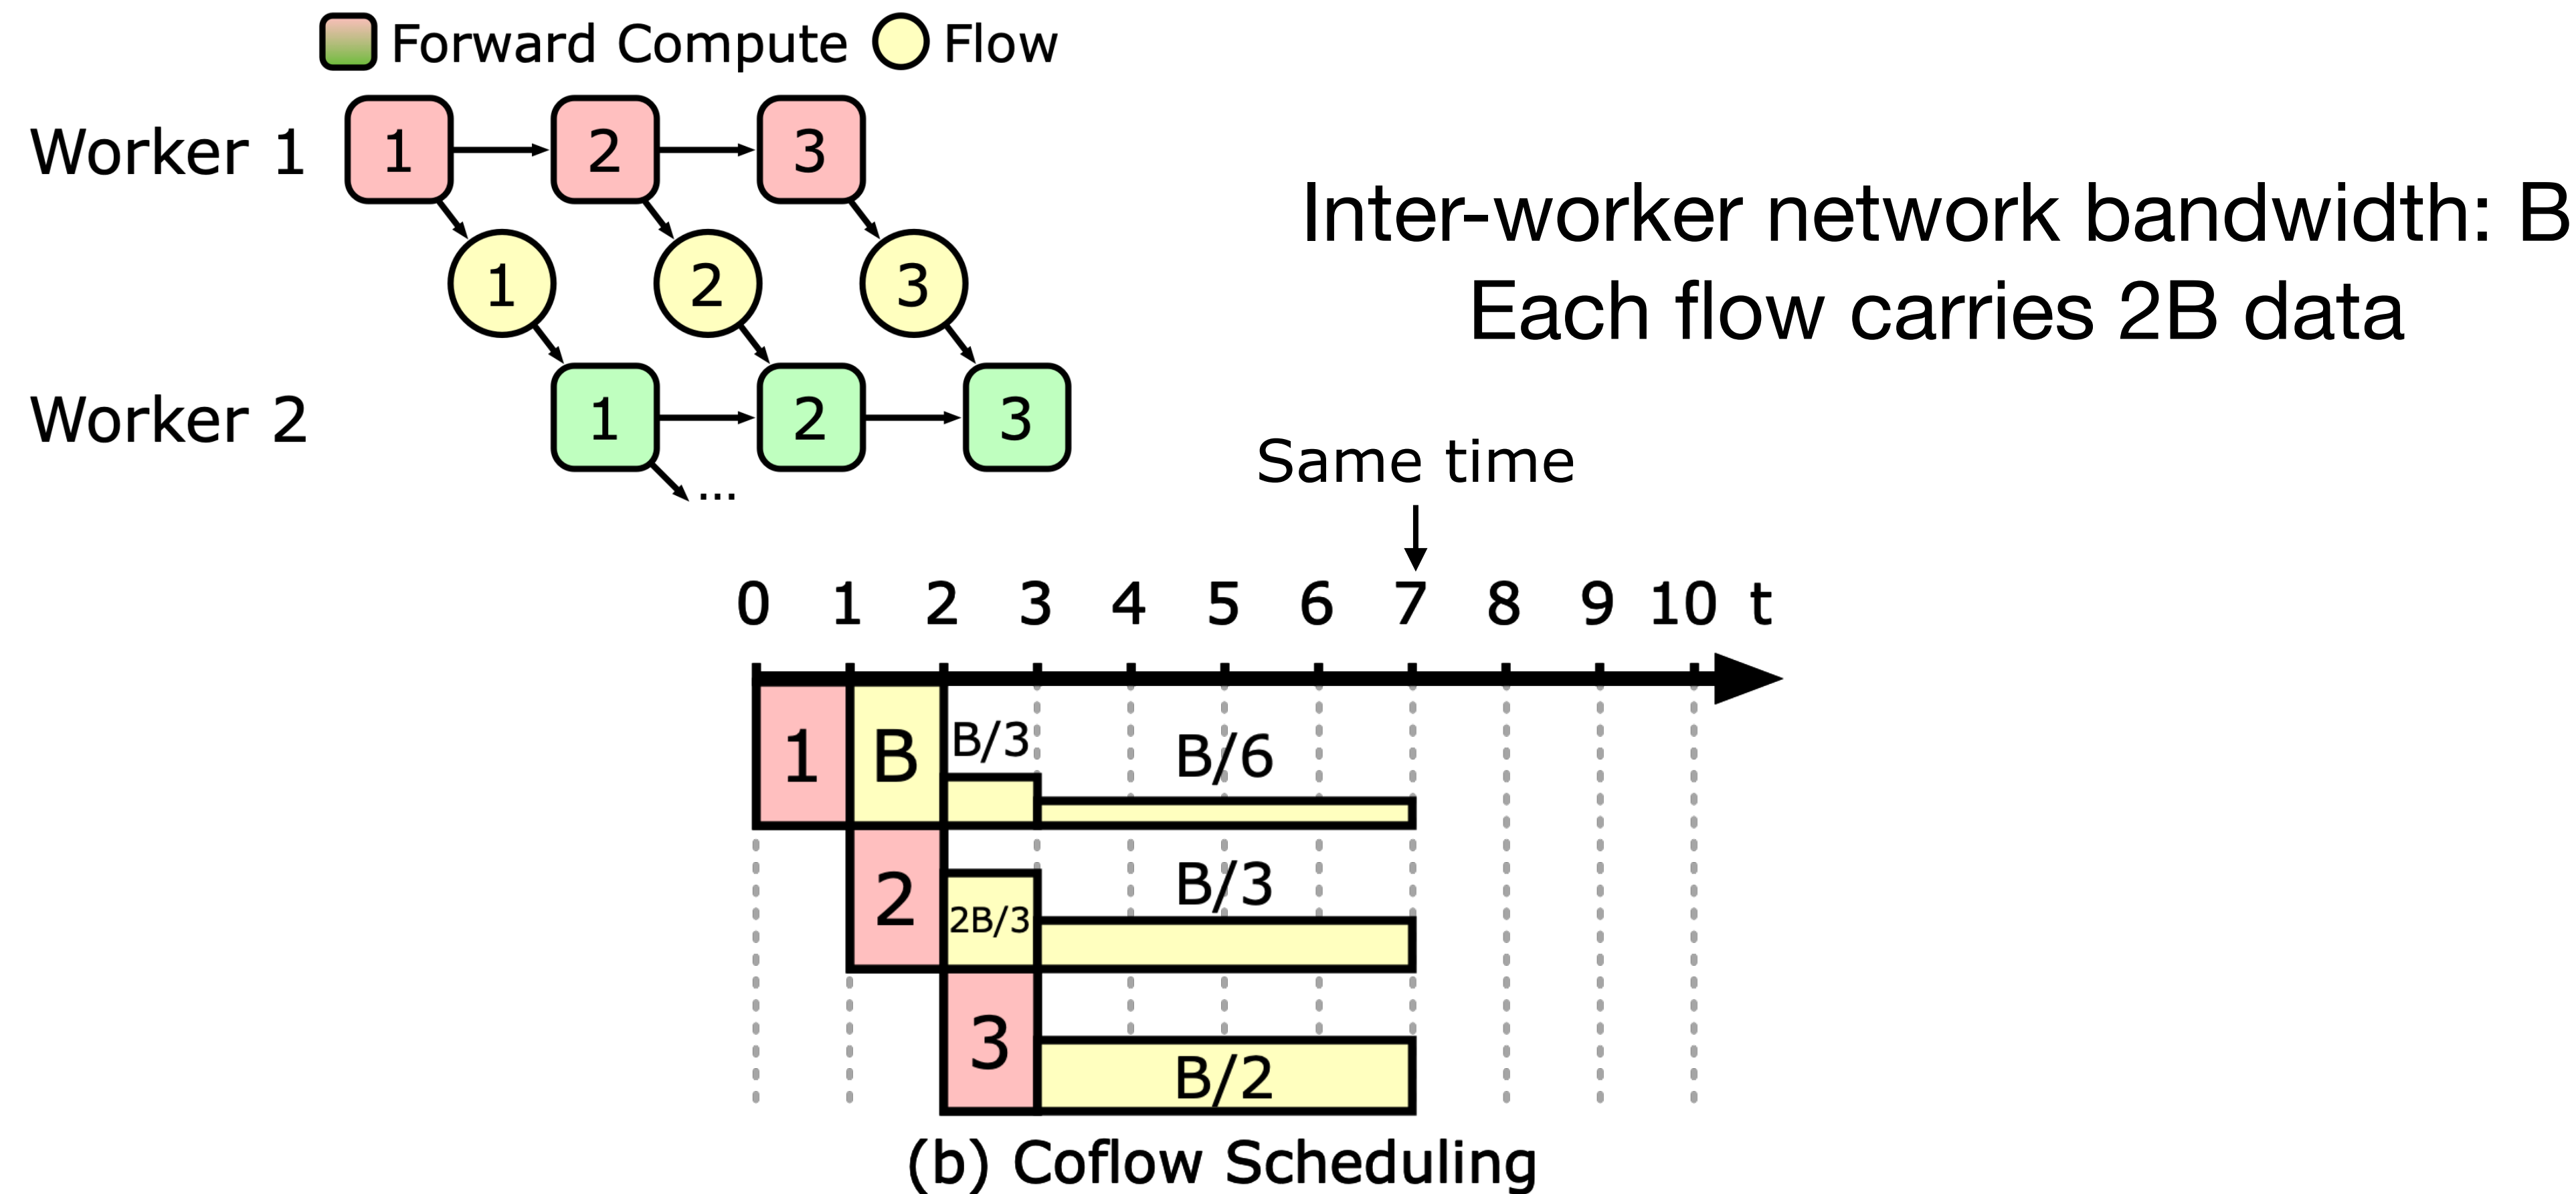 Forward Compute Flow
Worker 1 1 2 3
1 2 3
Worker 2 1 2 3
...
Inter-worker network bandwidth: B
Each flow carries 2B data
Same time
0 1 2 3 4 5 6 7 8 9 10 t
1 B B/3 B/6
2 2B/3 B/3
3 B/2
(b) Coflow Scheduling